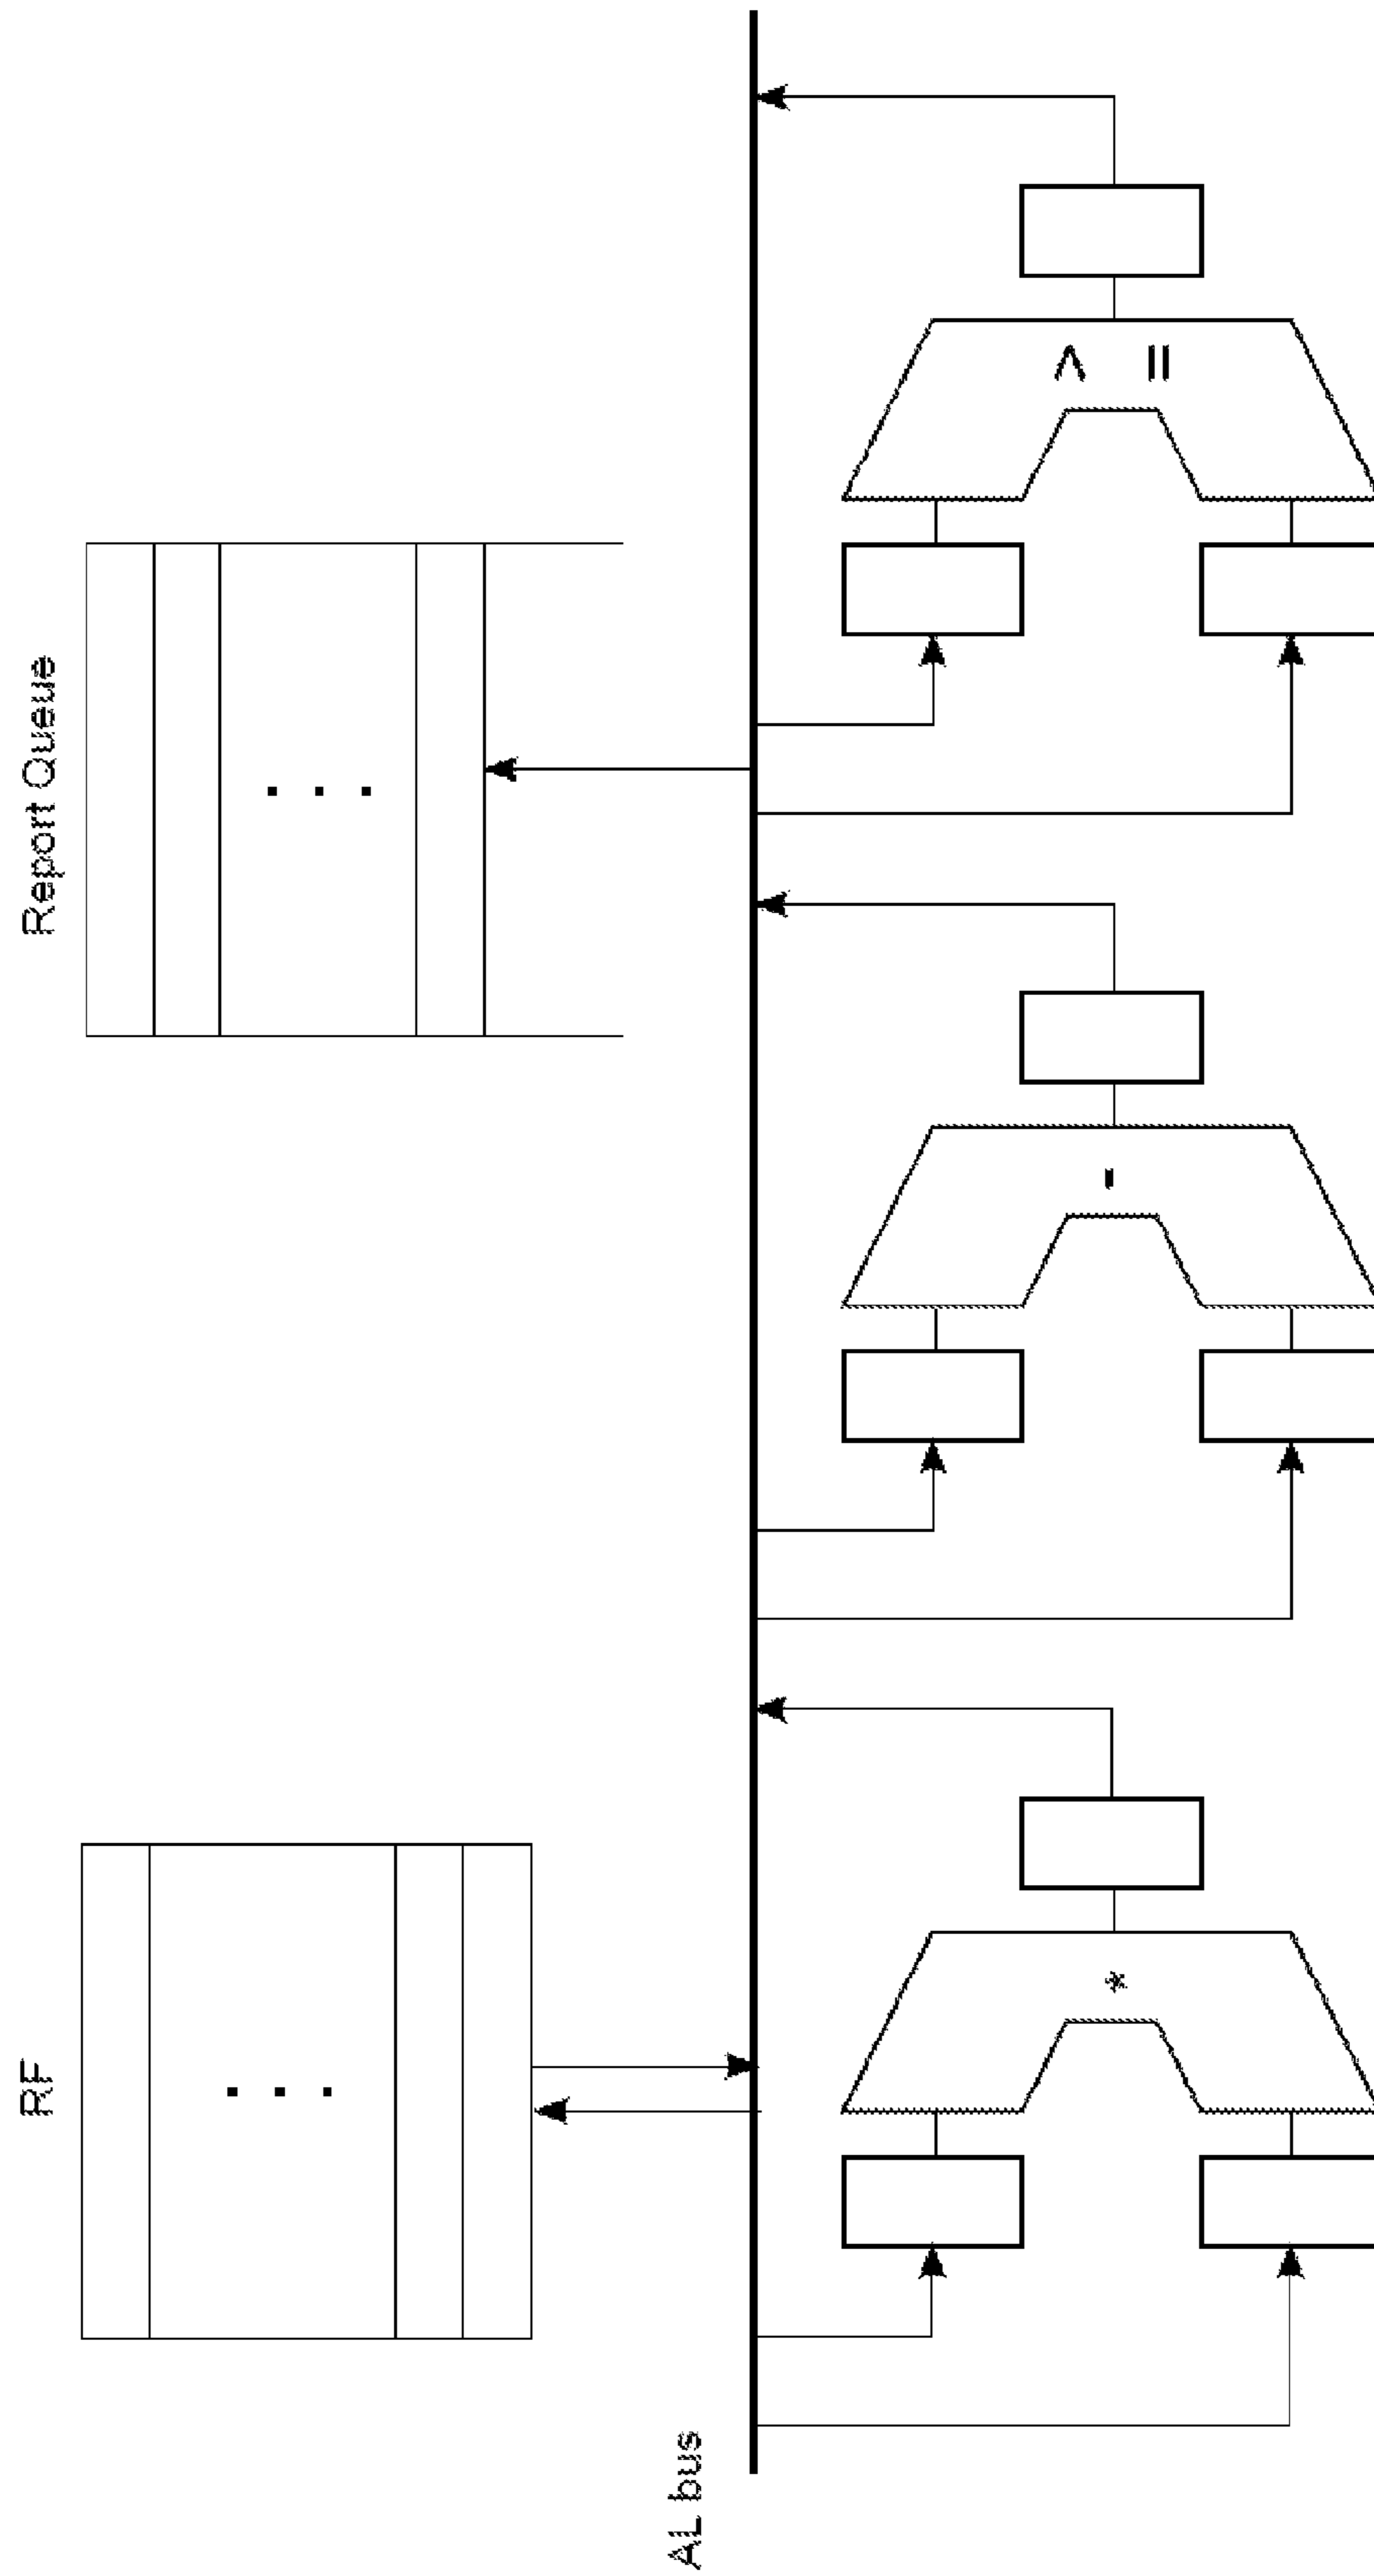 RF
Report Queue
AL bus
*
-
>
=